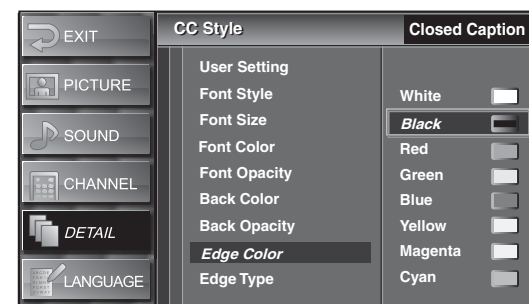 EXIT
PICTURE
SOUND
CHANNEL
DETAIL
LANGUAGE
CC Style
Closed Caption
User Setting
Font Style
Font Size
Font Color
Font Opacity
Back Color
Back Opacity
Edge Color
Edge Type
White
Black
Red
Green
Blue
Yellow
Magenta
Cyan